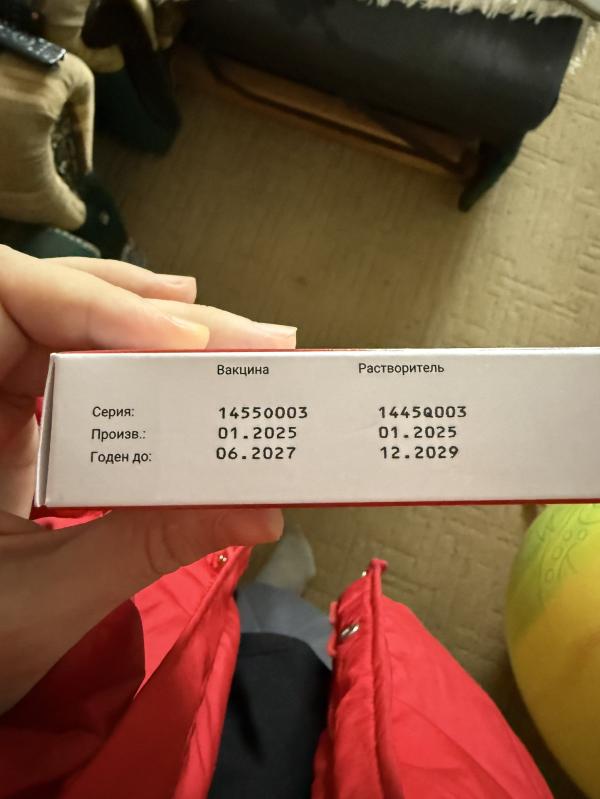 Вакцина Растворитель
Серия: 14550003 1445Q003
Произв.: 01.2025 01.2025
Годен до: 06.2027 12.2029